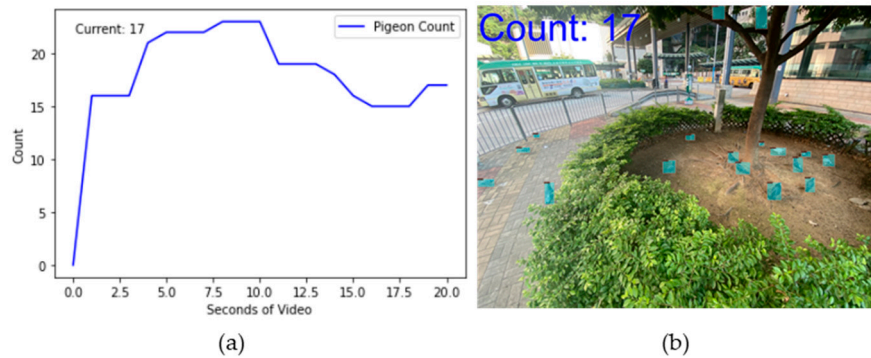 Current: 17
Pigeon Count
20
15
10
5
0
Count
0.0 2.5 5.0 7.5 10.0 12.5 15.0 17.5 20.0
Seconds of Video
(a)
Count: 17
(b)